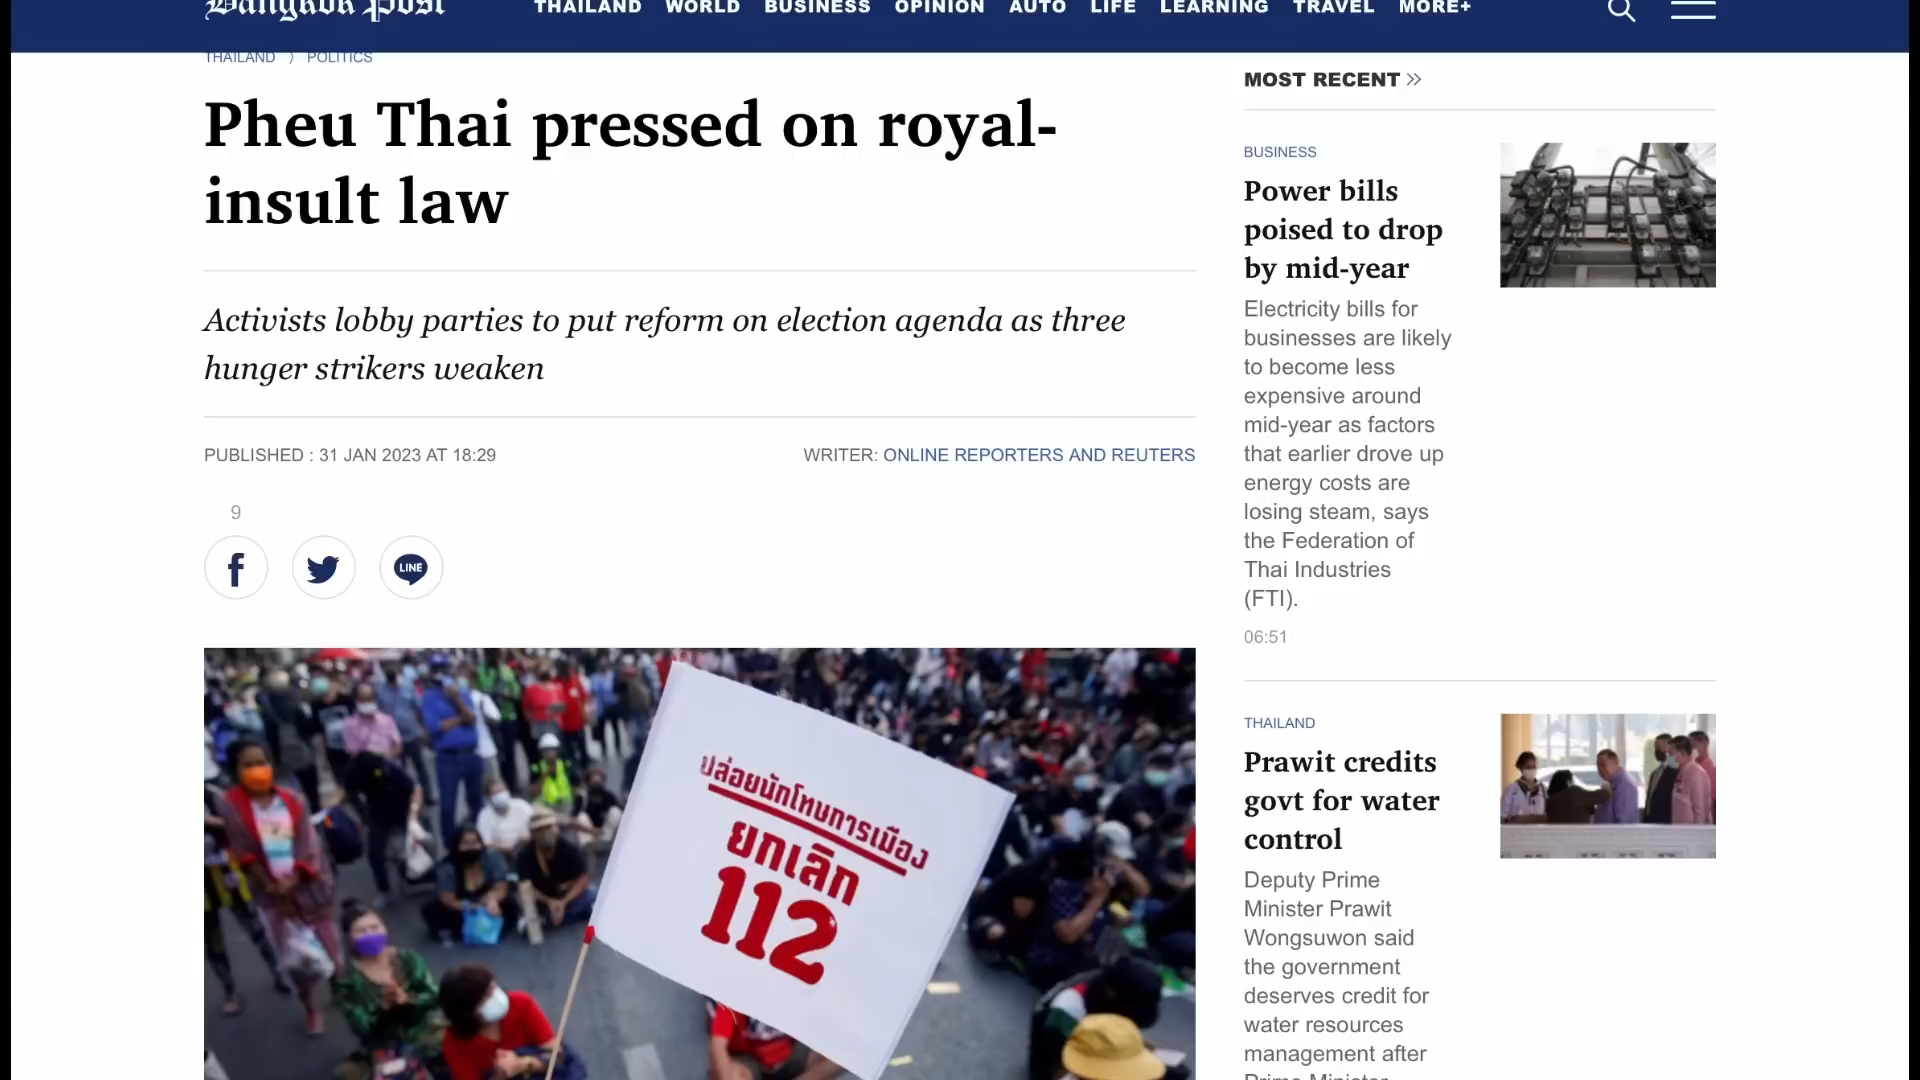 Bangkok Post
THAILAND WORLD BUSINESS OPINION AUTO LIFE LEARNING TRAVEL MORE+
THAILAND 〉 POLITICS
Pheu Thai pressed on royal-
insult law
Activists lobby parties to put reform on election agenda as three
hunger strikers weaken
PUBLISHED : 31 JAN 2023 AT 18:29
WRITER: ONLINE REPORTERS AND REUTERS
9
LINE
ปล่อยนักโทษการเมือง
ยกเลิก
112
MOST RECENT »
BUSINESS
Power bills
poised to drop
by mid-year
Electricity bills for
businesses are likely
to become less
expensive around
mid-year as factors
that earlier drove up
energy costs are
losing steam, says
the Federation of
Thai Industries
(FTI).
06:51
THAILAND
Prawit credits
govt for water
control
Deputy Prime
Minister Prawit
Wongsuwon said
the government
deserves credit for
water resources
management after
Prime Minister